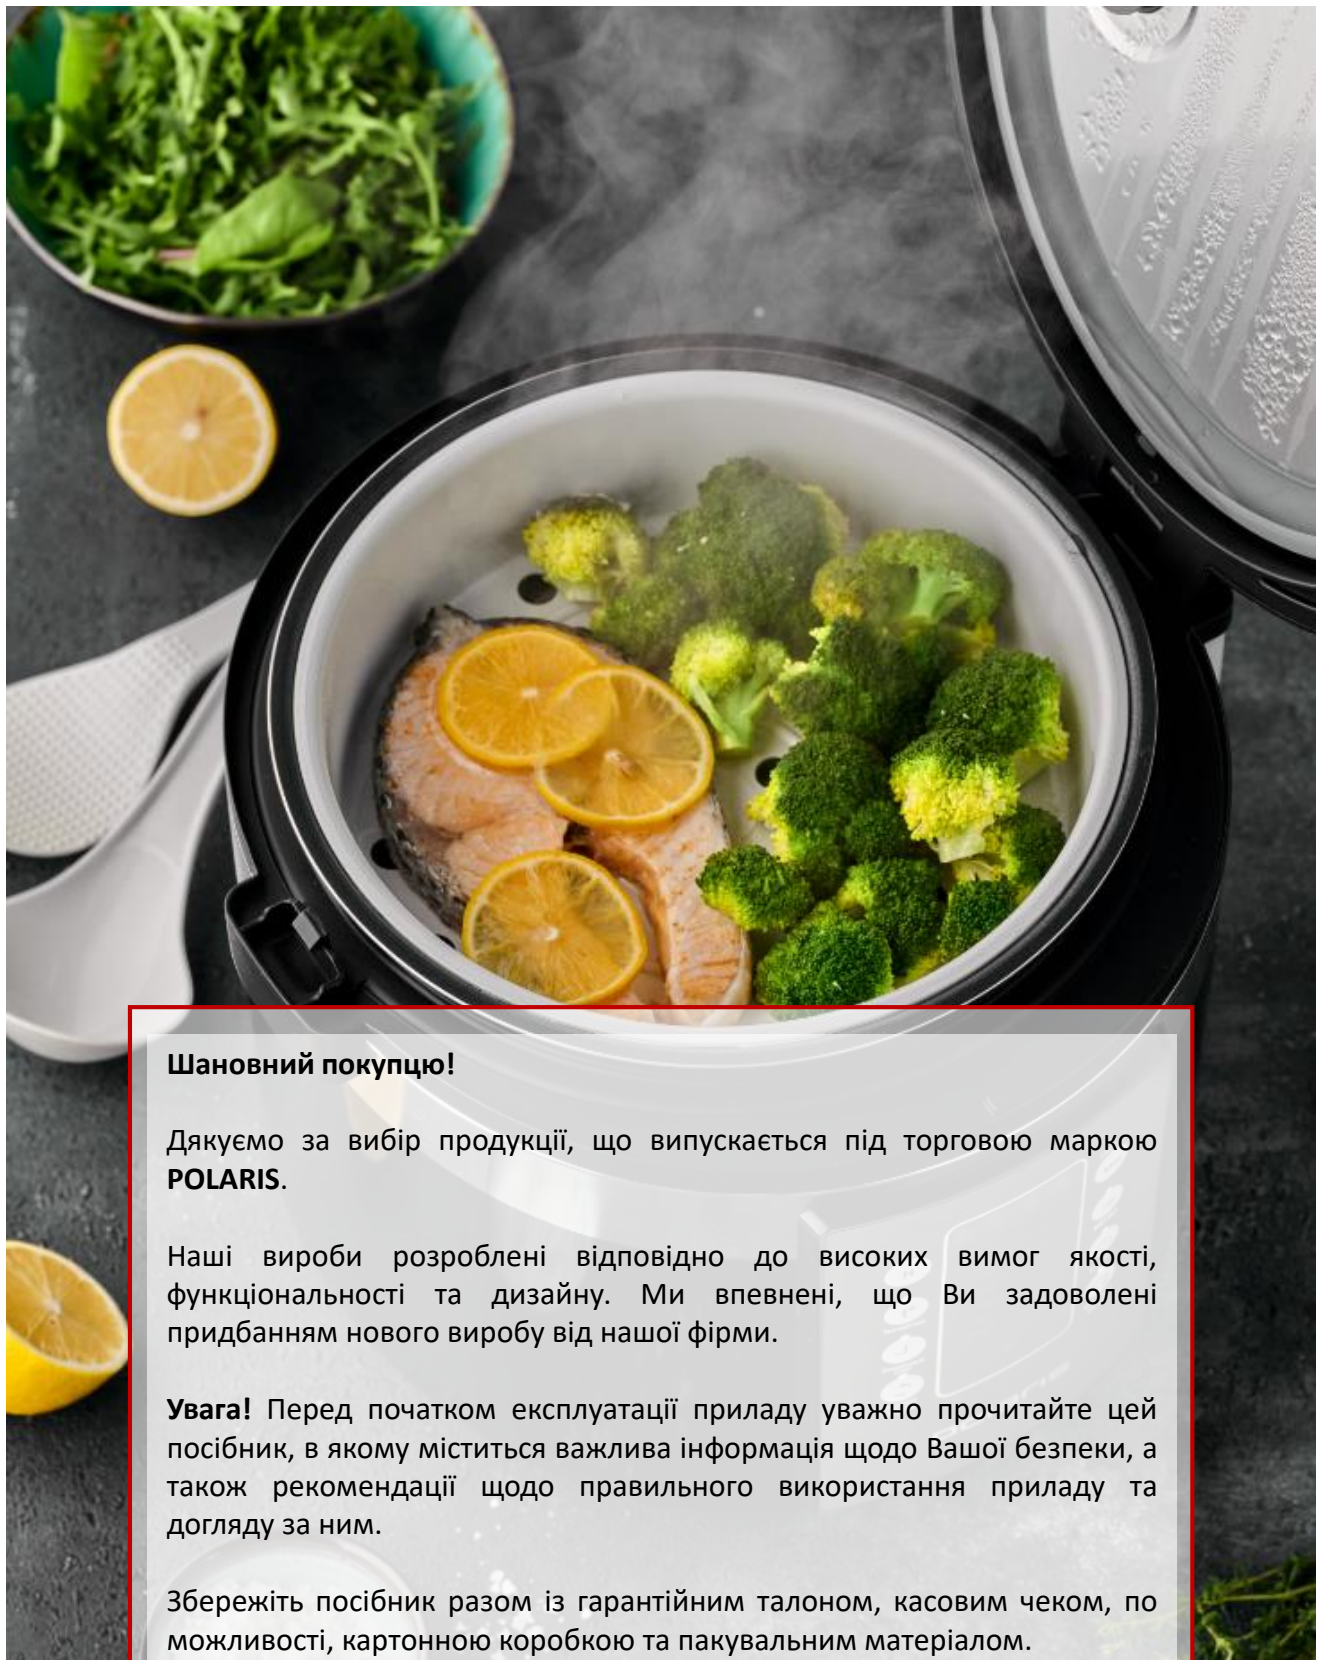 Шановний покупцю!
Дякуємо за вибір продукції, що випускається під торговою маркою
POLARIS.
Наші вироби розроблені відповідно до високих вимог якості,
функціональності та дизайну. Ми впевнені, що Ви задоволені
придбанням нового виробу від нашої фірми.
Увага! Перед початком експлуатації приладу уважно прочитайте цей
посібник, в якому міститься важлива інформація щодо Вашої безпеки, а
також рекомендації щодо правильного використання приладу та
догляду за ним.
Збережіть посібник разом із гарантійним талоном, касовим чеком, по
можливості, картонною коробкою та пакувальним матеріалом.